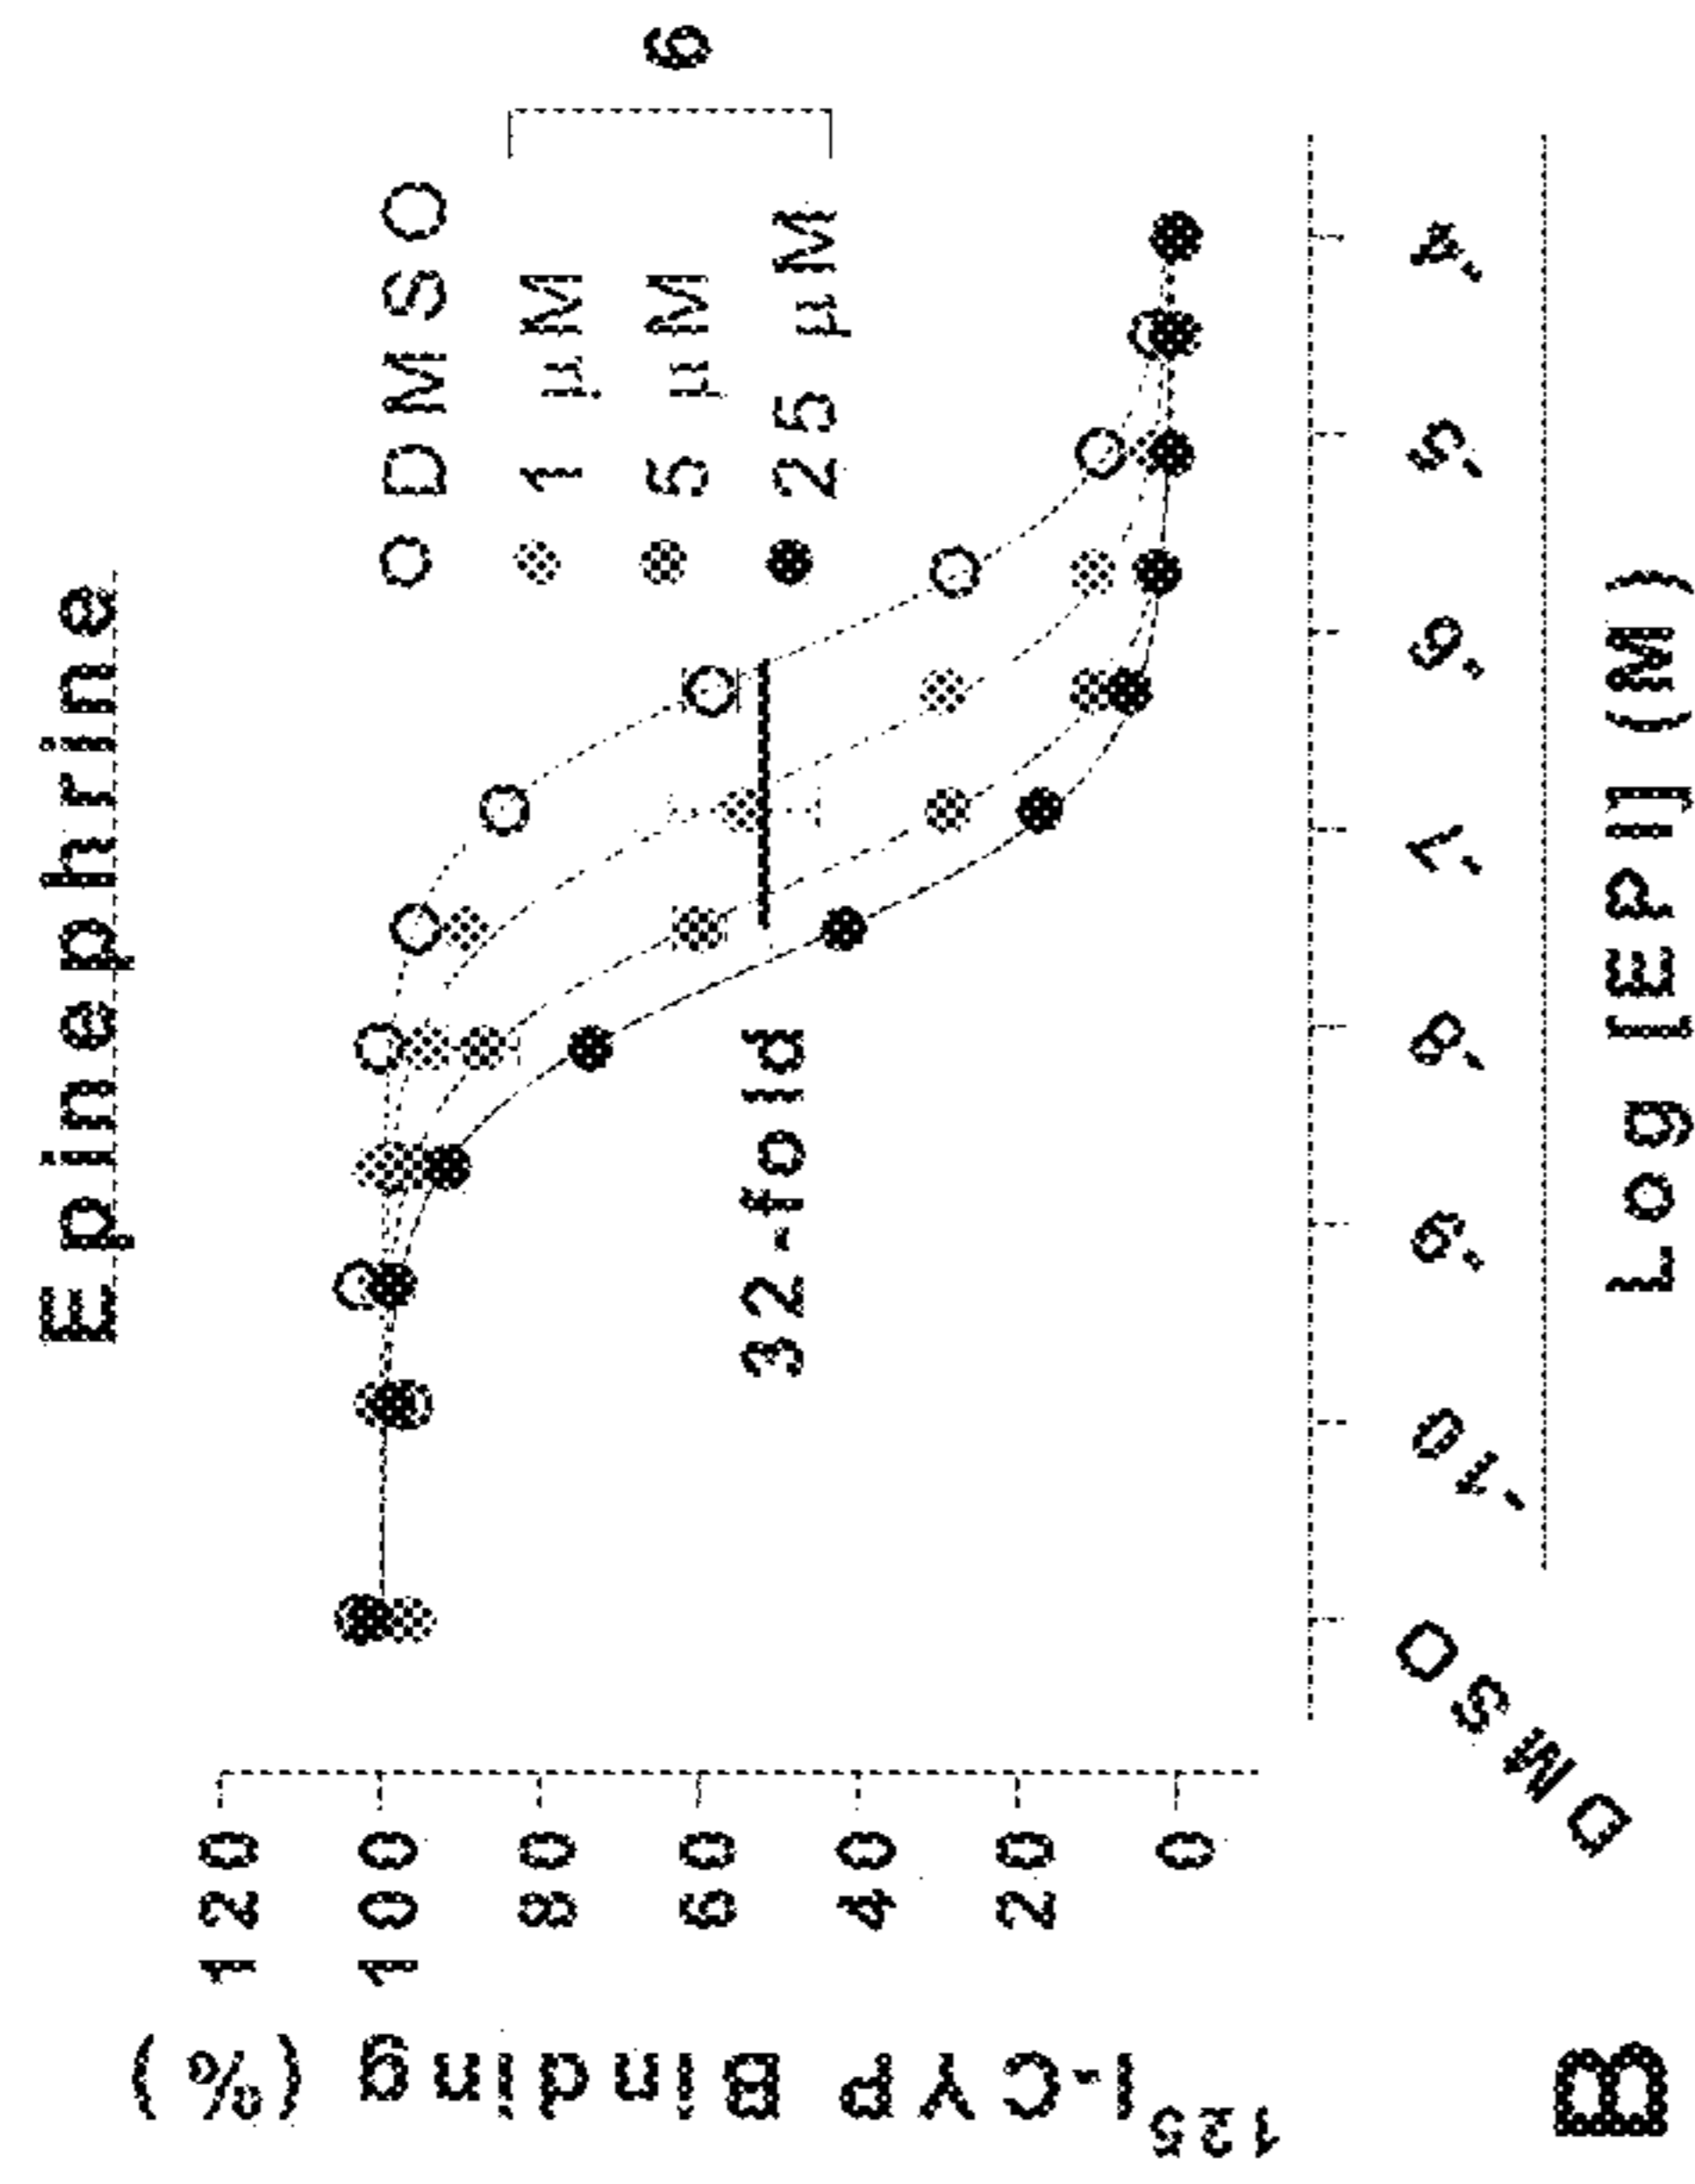 Epinephrine
DMSO
1 µM
5 µM
25 µM
6
32-fold
¹²⁵I-CYP Binding (%)
120
100
80
60
40
20
0
DMSO
-10
-9
-8
-7
-6
-5
-4
Log [EPI] (M)
B